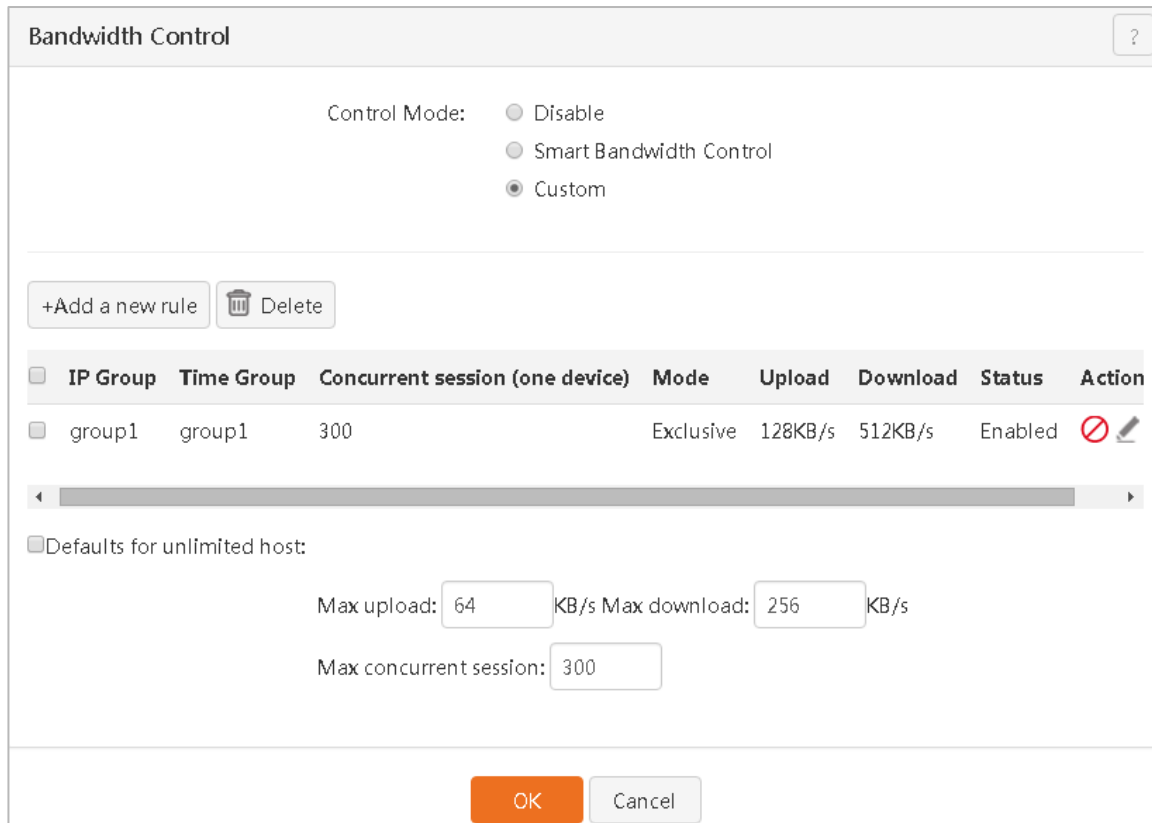 Bandwidth Control ?
Control Mode: Disable
Smart Bandwidth Control
Custom
+Add a new rule Delete
IP Group Time Group Concurrent session (one device) Mode Upload Download Status Action
group1 group1 300 Exclusive 128KB/s 512KB/s Enabled
Defaults for unlimited host:
Max upload: 64 KB/s Max download: 256 KB/s
Max concurrent session: 300
OK Cancel